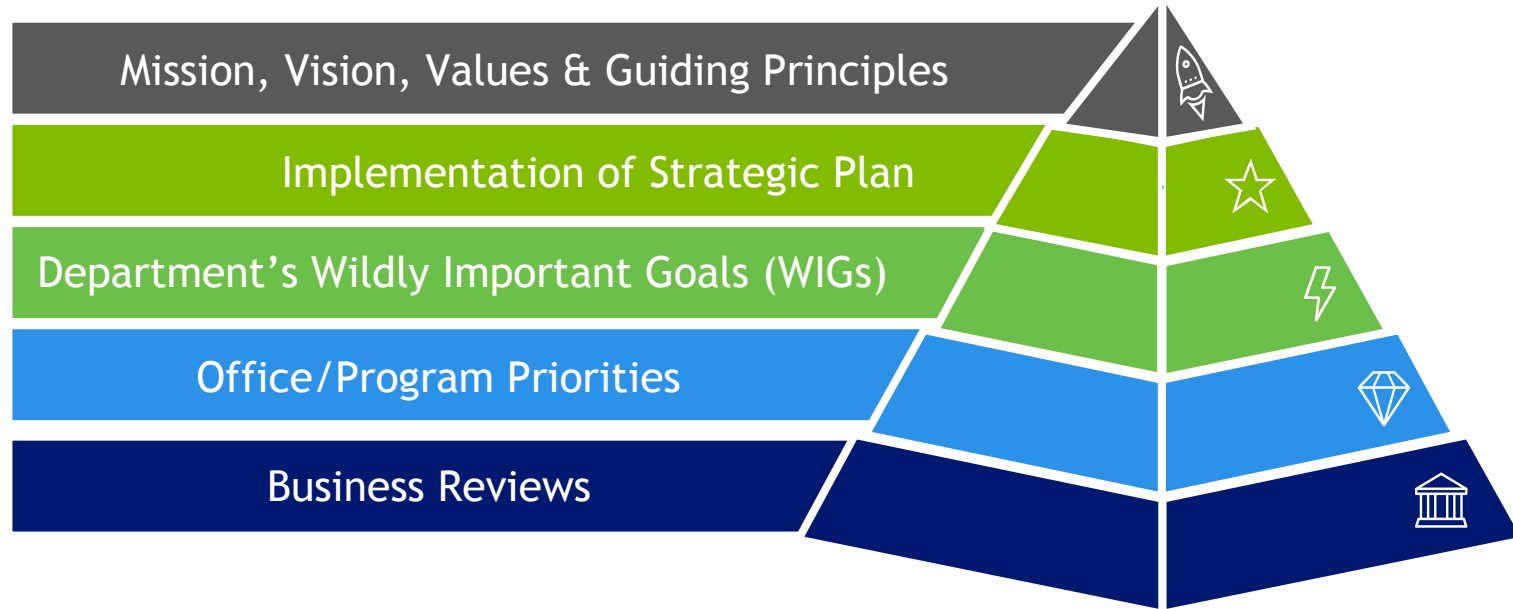 Mission, Vision, Values & Guiding Principles
Implementation of Strategic Plan
Department’s Wildly Important Goals (WIGs)
Office/Program Priorities
Business Reviews